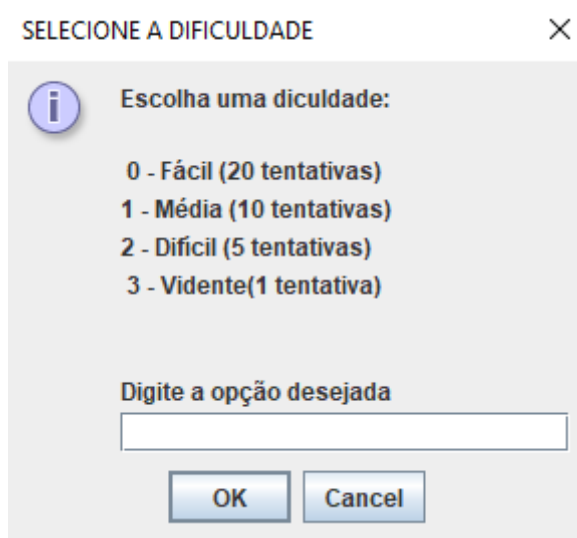 SELECIONE A DIFICULDADE
Escolha uma diculdade:
0 - Fácil (20 tentativas)
1 - Média (10 tentativas)
2 - Difícil (5 tentativas)
3 - Vidente(1 tentativa)
Digite a opção desejada
OK Cancel